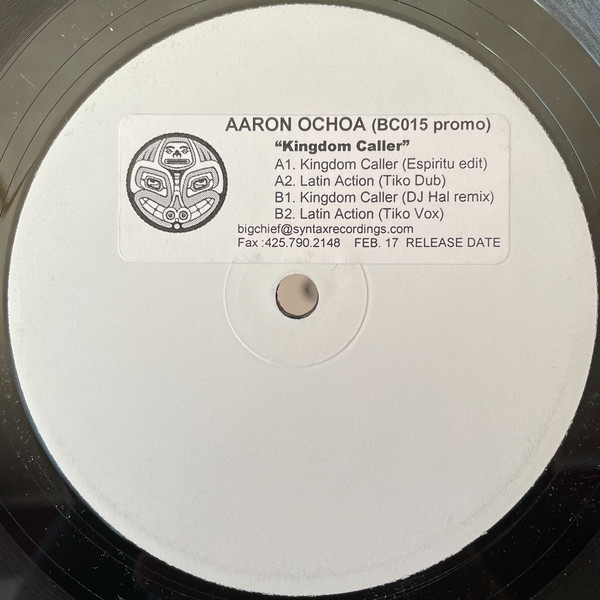 AARON OCHOA (BC015 promo)
“Kingdom Caller”
A1. Kingdom Caller (Espiritu edit)
A2. Latin Action (Tiko Dub)
B1. Kingdom Caller (DJ Hal remix)
B2. Latin Action (Tiko Vox)
bigchief@syntaxrecordings.com
Fax :425.790.2148 FEB. 17 RELEASE DATE